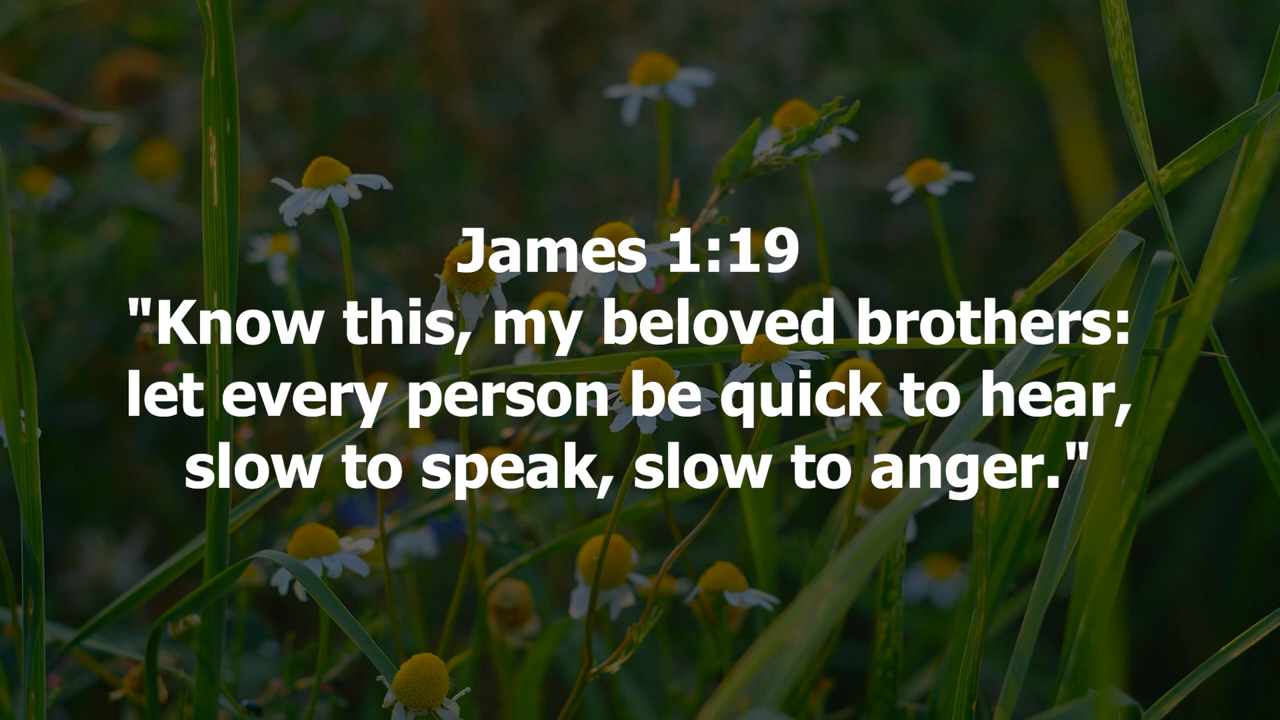 James 1:19
"Know this, my beloved brothers:
let every person be quick to hear,
slow to speak, slow to anger."